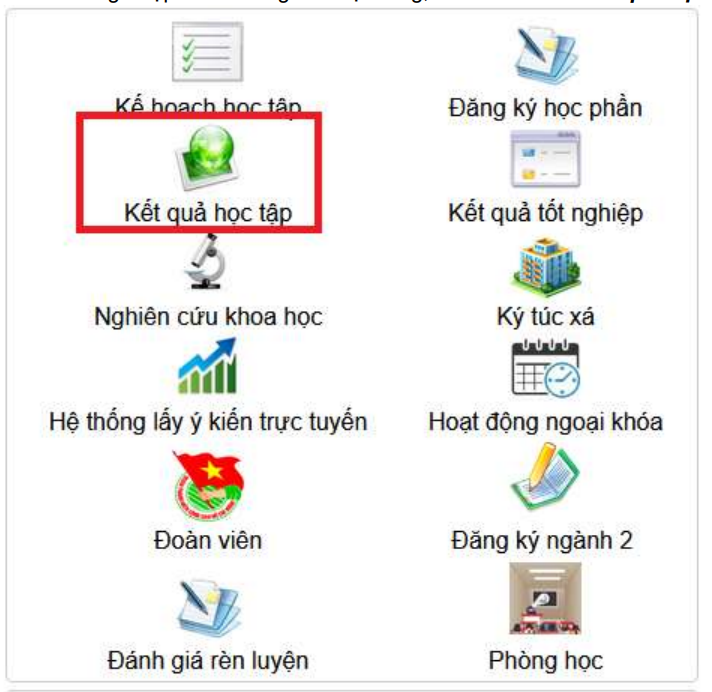 Kế hoạch học tập
Đăng ký học phần
Kết quả học tập
Kết quả tốt nghiệp
Nghiên cứu khoa học
Ký túc xá
Hệ thống lấy ý kiến trực tuyến
Hoạt động ngoại khóa
Đoàn viên
Đăng ký ngành 2
Đánh giá rèn luyện
Phòng học